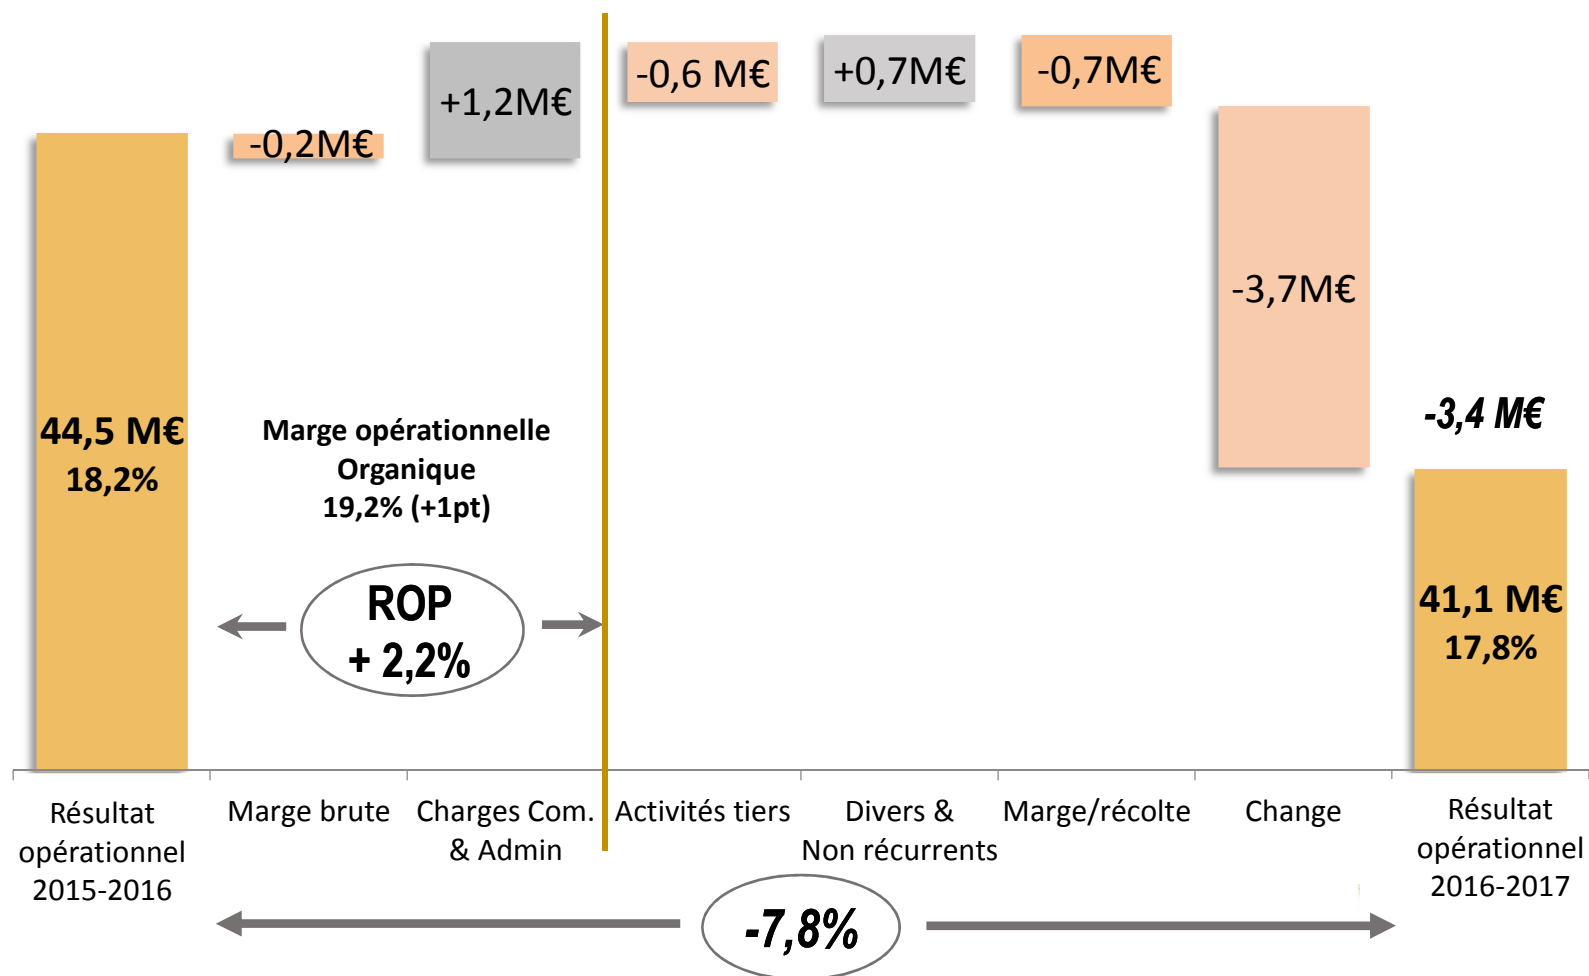 -0,2M€
+1,2M€
-0,6 M€
+0,7M€
-0,7M€
-3,7M€
-3,4 M€
44,5 M€
18,2%
Marge opérationnelle
Organique
19,2% (+1pt)
ROP
+ 2,2%
41,1 M€
17,8%
Résultat
opérationnel
2015-2016
Marge brute
Charges Com.
& Admin
Activités tiers
Divers &
Non récurrents
Marge/récolte
Change
Résultat
opérationnel
2016-2017
-7,8%